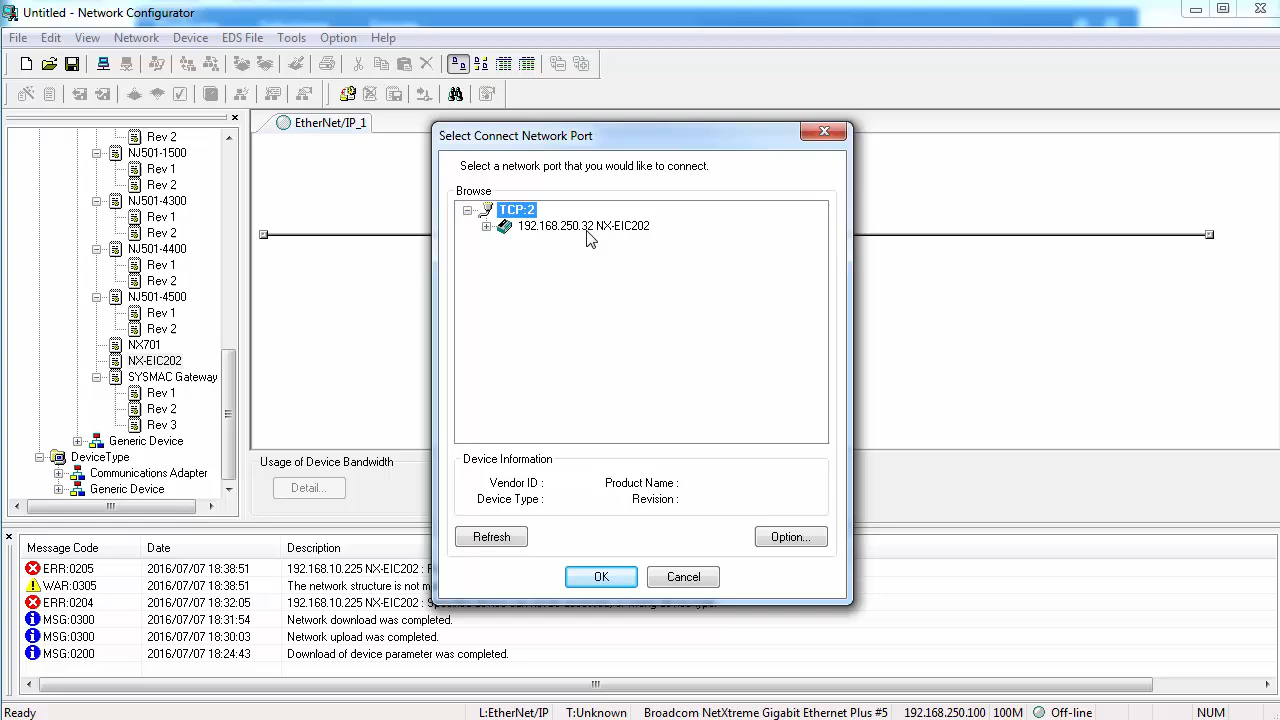 Untitled - Network Configurator
File Edit View Network Device EDS File Tools Option Help
EtherNet/IP_1
Rev 2
NJ501-1500
Rev 1
Rev 2
NJ501-4300
Rev 1
Rev 2
NJ501-4400
Rev 1
Rev 2
NJ501-4500
Rev 1
Rev 2
NX701
NX-EIC202
SYSMAC Gateway
Rev 1
Rev 2
Rev 3
Generic Device
DeviceType
Communications Adapter
Generic Device
Usage of Device Bandwidth
Detail...
Select Connect Network Port
Select a network port that you would like to connect.
Browse
TCP:2
192.168.250.32 NX-EIC202
Device Information
Vendor ID : Product Name :
Device Type : Revision :
Refresh Option...
OK Cancel
Message Code Date Description
ERR:0205 2016/07/07 18:38:51 192.168.10.225 NX-EIC202 :
WAR:0305 2016/07/07 18:38:51 The network structure is not
ERR:0204 2016/07/07 18:32:05 192.168.10.225 NX-EIC202 :
MSG:0300 2016/07/07 18:31:54 Network download was completed.
MSG:0300 2016/07/07 18:30:03 Network upload was completed.
MSG:0200 2016/07/07 18:24:43 Download of device parameter was completed.
Ready L:EtherNet/IP T:Unknown Broadcom NetXtreme Gigabit Ethernet Plus #5 192.168.250.100 100M Off-line NUM